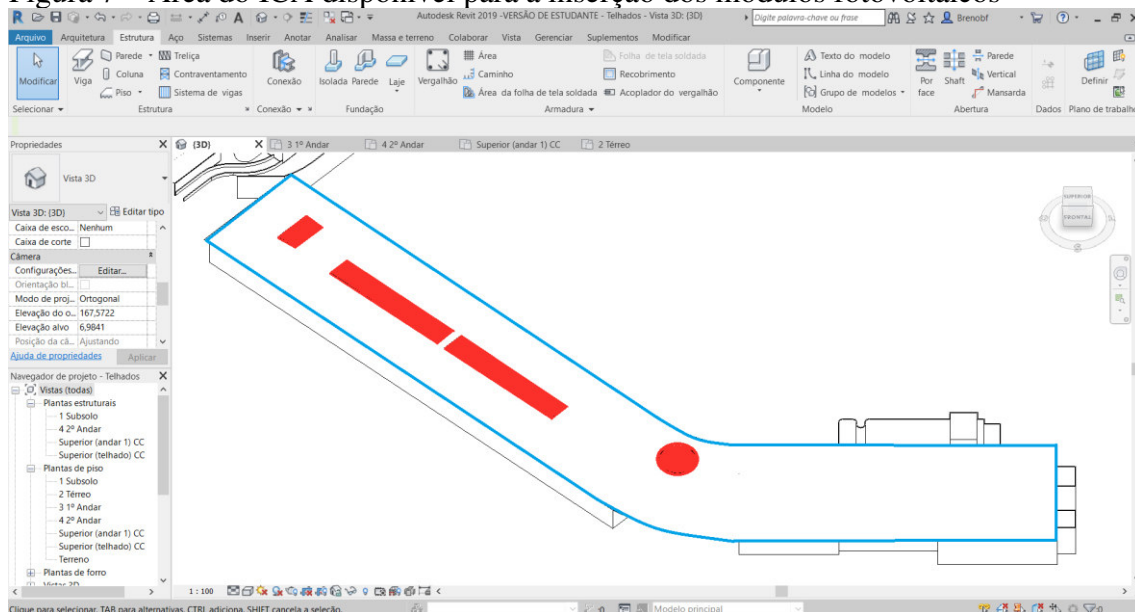 Figura 7 – Área do ICA disponível para a inserção dos módulos fotovoltaicos
Autodesk Revit 2019 -VERSÃO DE ESTUDANTE - Telhados - Vista 3D: {3D}
Digite palavra-chave ou frase
Brenobf
Arquivo Arquitetura Estrutura Aço Sistemas Inserir Anotar Analisar Massa e terreno Colaborar Vista Gerenciar Suplementos Modificar
Modificar
Viga
Parede
Coluna
Piso
Treliça
Contraventamento
Sistema de vigas
Conexão
Isolada Parede Laje
Vergalhão
Área
Caminho
Área da folha de tela soldada
Folha de tela soldada
Recobrimento
Acoplador do vergalhão
Componente
Texto do modelo
Linha do modelo
Grupo de modelos
Por face
Shaft
Parede
Vertical
Mansarda
Definir
Selecionar Estrutura Conexão Fundação Armadura Modelo Abertura Dados Plano de trabalho
Propriedades
{3D} 3 1º Andar 4 2º Andar Superior (andar 1) CC 2 Térreo
Vista 3D
Vista 3D: {3D} Editar tipo
Caixa de esco... Nenhum
Caixa de corte
Câmera
Configurações... Editar...
Orientação bl...
Modo de proj... Ortogonal
Elevação do o... 167,5722
Elevação alvo 6,9841
Posição da câ... Ajustando
Ajuda de propriedades Aplicar
Navegador de projeto - Telhados
Vistas (todas)
Plantas estruturais
1 Subsolo
4 2º Andar
Superior (andar 1) CC
Superior (telhado) CC
Plantas de piso
1 Subsolo
2 Térreo
3 1º Andar
4 2º Andar
Superior (andar 1) CC
Superior (telhado) CC
Terreno
Plantas de forro
Vistas 3D
SUPERIOR
FRONTAL
1 : 100
Clique para selecionar, TAB para alternativas, CTRL adiciona, SHIFT cancela a seleção.
:0
Modelo principal
:0